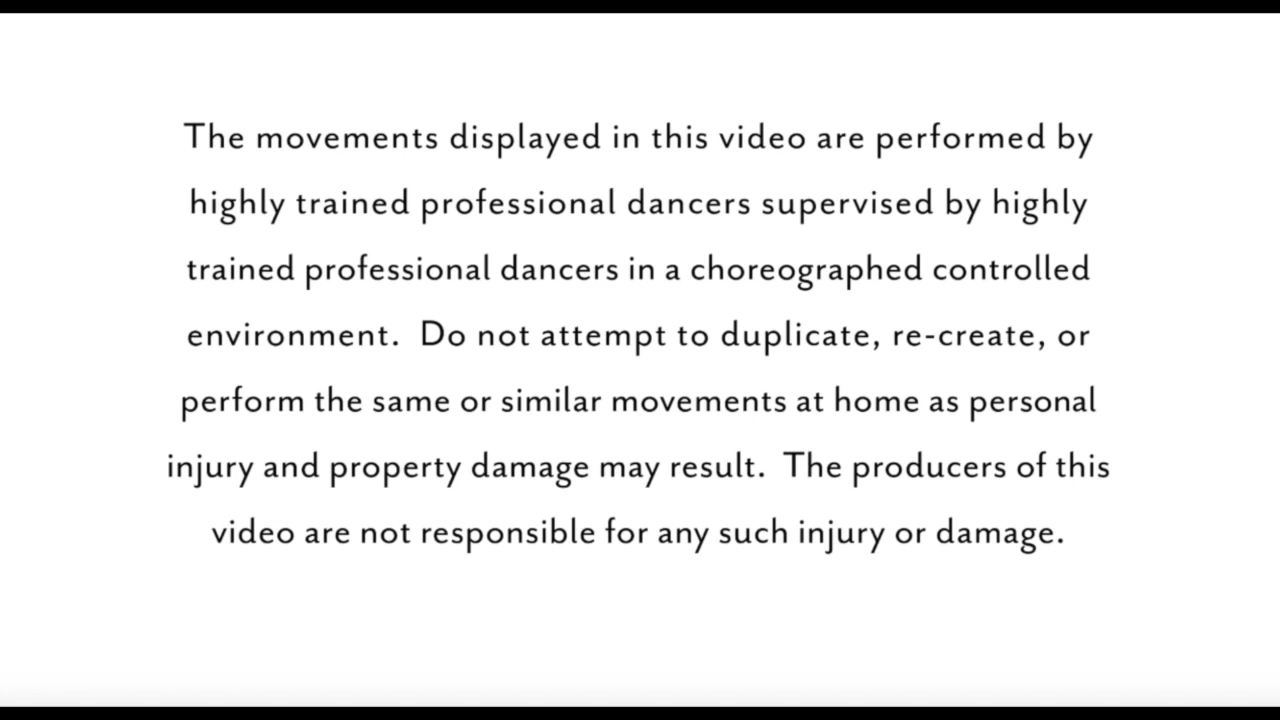 The movements displayed in this video are performed by
highly trained professional dancers supervised by highly
trained professional dancers in a choreographed controlled
environment.  Do not attempt to duplicate, re-create, or
perform the same or similar movements at home as personal
injury and property damage may result.  The producers of this
video are not responsible for any such injury or damage.